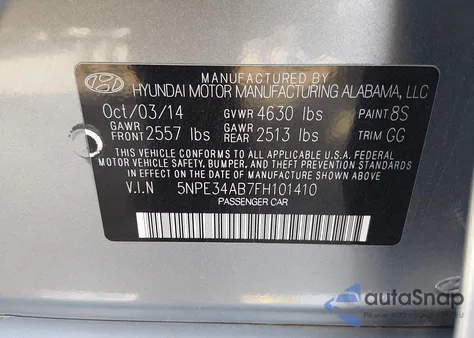 MANUFACTURED BY
HYUNDAI MOTOR MANUFACTURING ALABAMA, LLC
Oct/03/14 GVWR 4630 lbs PAINT 8S
GAWR FRONT 2557 lbs GAWR REAR 2513 lbs TRIM GG
THIS VEHICLE CONFORMS TO ALL APPLICABLE U.S.A. FEDERAL
MOTOR VEHICLE SAFETY, BUMPER, AND THEFT PREVENTION STANDARDS
IN EFFECT ON THE DATE OF MANUFACTURE SHOWN ABOVE
V.I.N 5NPE34AB7FH101410
PASSENGER CAR
autoSnap